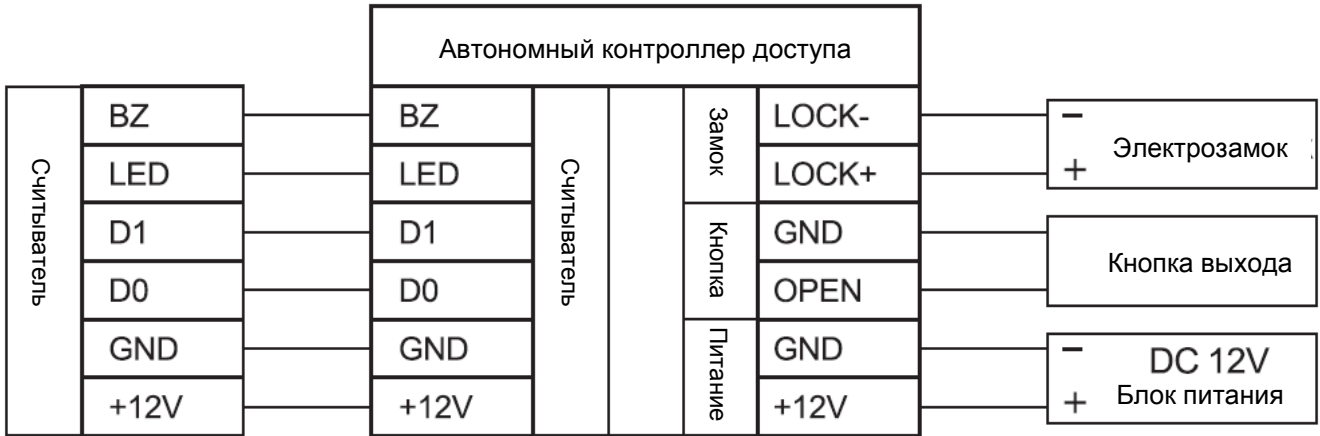 Автономный контроллер доступа
Считыватель
BZ
LED
D1
D0
GND
+12V
BZ
LED
D1
D0
GND
+12V
Считыватель
Замок
Кнопка
Питание
LOCK-
LOCK+
GND
OPEN
GND
+12V
−
Электрозамок
+
Кнопка выхода
− DC 12V
+ Блок питания